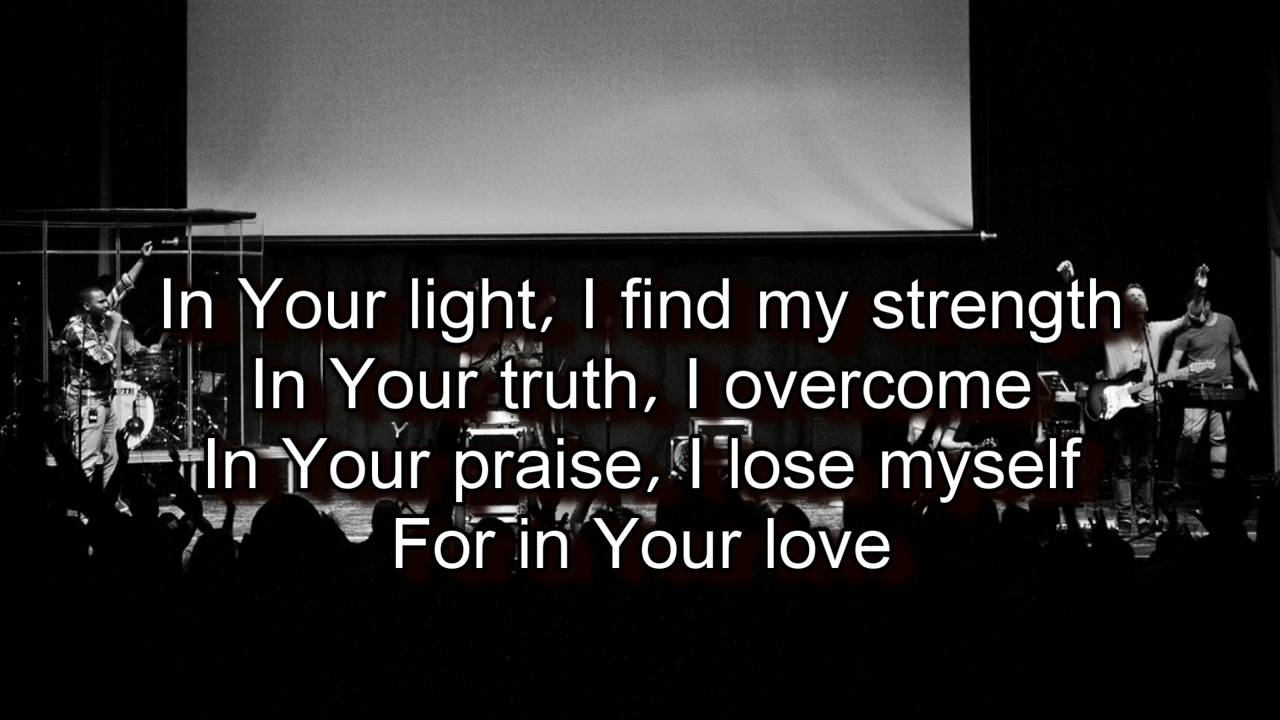 In Your light, I find my strength
In Your truth, I overcome
In Your praise, I lose myself
For in Your love